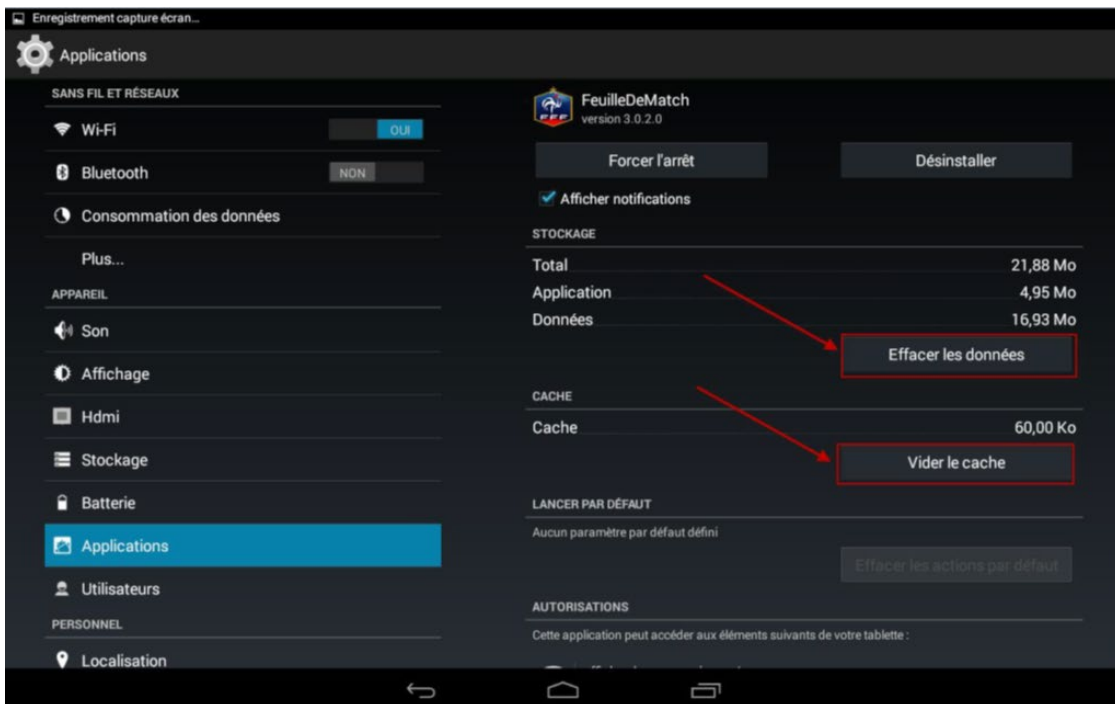 Enregistrement capture écran...
Applications
SANS FIL ET RÉSEAUX
Wi-Fi OUI
Bluetooth NON
Consommation des données
Plus...
APPAREIL
Son
Affichage
Hdmi
Stockage
Batterie
Applications
Utilisateurs
PERSONNEL
Localisation
FeuilleDeMatch
version 3.0.2.0
Forcer l'arrêt Désinstaller
Afficher notifications
STOCKAGE
Total 21,88 Mo
Application 4,95 Mo
Données 16,93 Mo
Effacer les données
CACHE
Cache 60,00 Ko
Vider le cache
LANCER PAR DÉFAUT
Aucun paramètre par défaut défini
Effacer les actions par défaut
AUTORISATIONS
Cette application peut accéder aux éléments suivants de votre tablette :